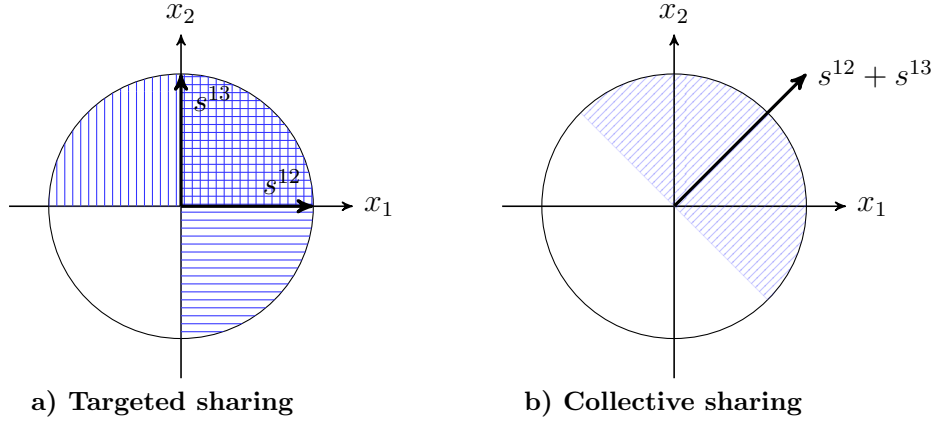 x₂
s¹³
s¹²
x₁
a) Targeted sharing
x₂
s¹² + s¹³
x₁
b) Collective sharing